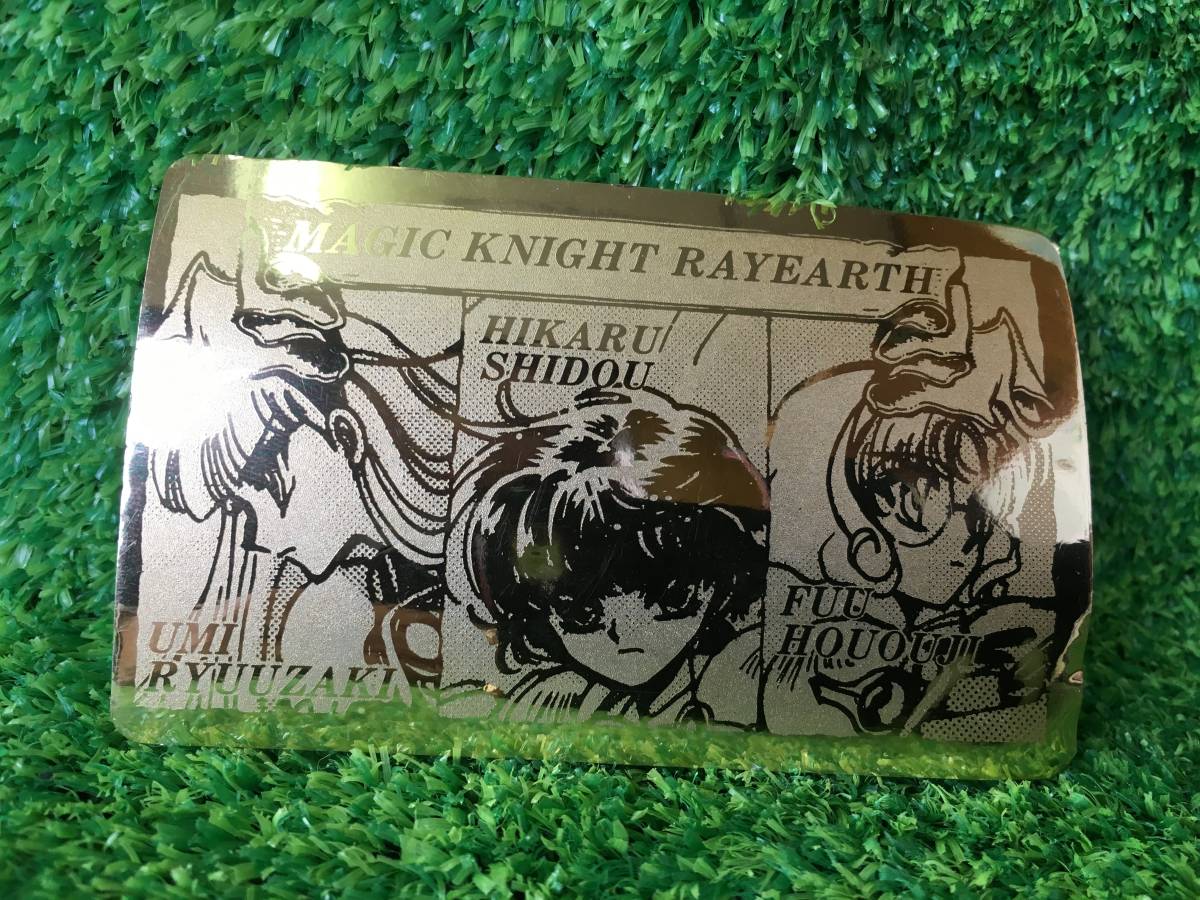 MAGIC KNIGHT RAYEARTH
HIKARU
SHIDOU
UMI
RYUUZAKI
FUU
HOUOUJI